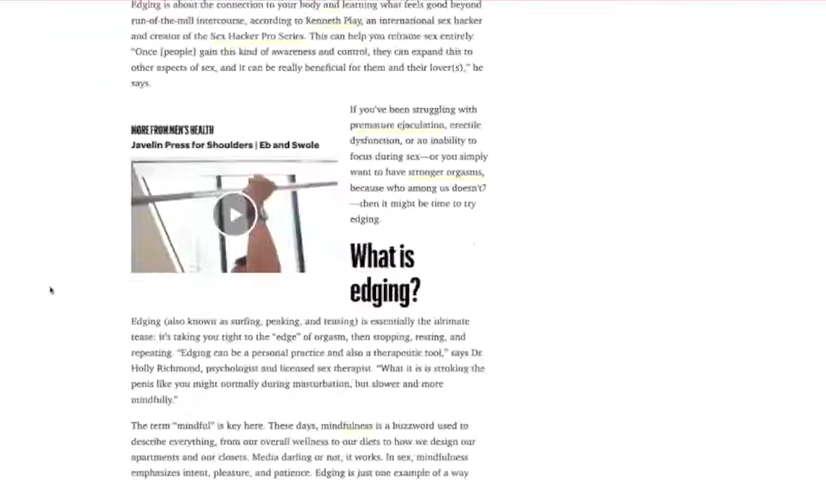 Edging is about the connection to your body and learning what feels good beyond
run-of-the-mill intercourse, according to Kenneth Play, an international sex hacker
and creator of the Sex Hacker Pro Series. This can help you reframe sex entirely.
"Once [people] gain this kind of awareness and control, they can expand this to
other aspects of sex, and it can be really beneficial for them and their lover(s)," he
says.
MORE FROM MEN'S HEALTH
Javelin Press for Shoulders | Eb and Swole
If you've been struggling with
premature ejaculation, erectile
dysfunction, or an inability to
focus during sex—or you simply
want to have stronger orgasms,
because who among us doesn't?
—then it might be time to try
edging.
What is
edging?
Edging (also known as surfing, peaking, and teasing) is essentially the ultimate
tease: it's taking you right to the "edge" of orgasm, then stopping, resting, and
repeating. "Edging can be a personal practice and also a therapeutic tool," says Dr.
Holly Richmond, psychologist and licensed sex therapist. "What it is is stroking the
penis like you might normally during masturbation, but slower and more
mindfully."
The term "mindful" is key here. These days, mindfulness is a buzzword used to
describe everything, from our overall wellness to our diets to how we design our
apartments and our closets. Media darling or not, it works. In sex, mindfulness
emphasizes intent, pleasure, and patience. Edging is just one example of a way